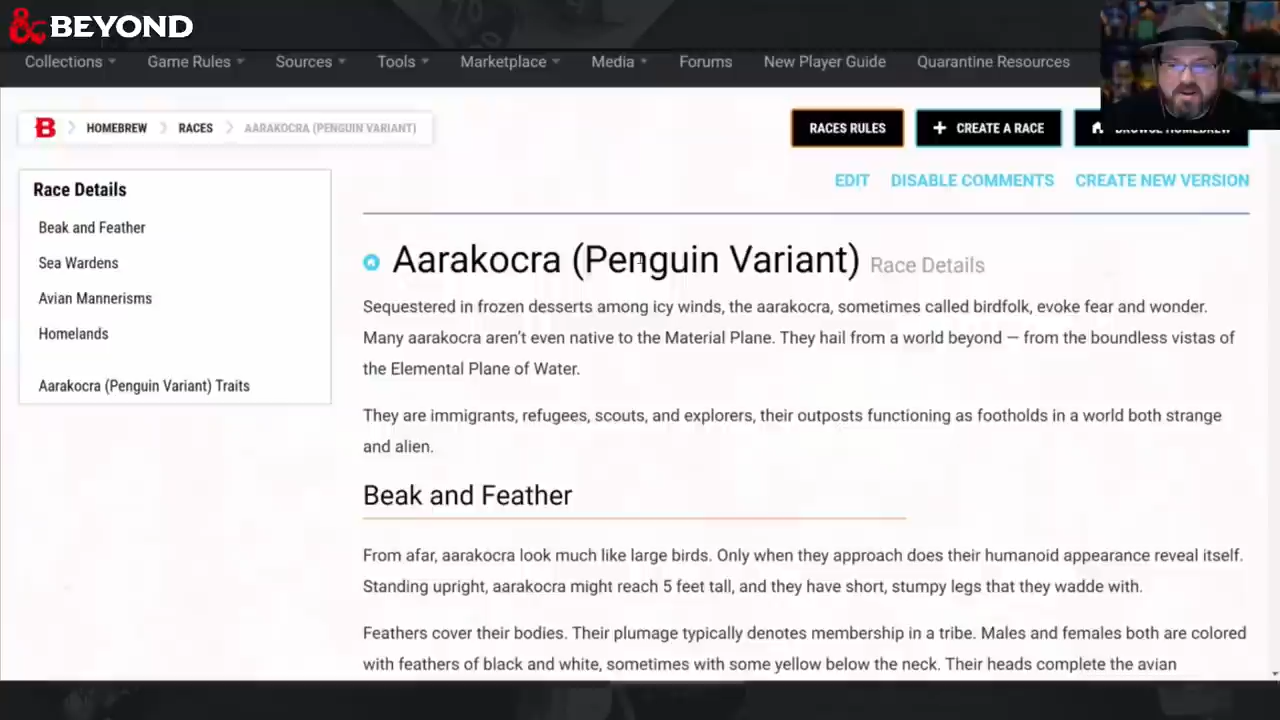 & BEYOND
Collections Game Rules Sources Tools Marketplace Media Forums New Player Guide Quarantine Resources
B HOMEBREW RACES AARAKOCRA (PENGUIN VARIANT)
RACES RULES + CREATE A RACE BROWSE HOMEBREW
EDIT DISABLE COMMENTS CREATE NEW VERSION
Race Details
Beak and Feather
Sea Wardens
Avian Mannerisms
Homelands
Aarakocra (Penguin Variant) Traits
Aarakocra (Penguin Variant) Race Details
Sequestered in frozen desserts among icy winds, the aarakocra, sometimes called birdfolk, evoke fear and wonder.
Many aarakocra aren't even native to the Material Plane. They hail from a world beyond — from the boundless vistas of
the Elemental Plane of Water.
They are immigrants, refugees, scouts, and explorers, their outposts functioning as footholds in a world both strange
and alien.
Beak and Feather
From afar, aarakocra look much like large birds. Only when they approach does their humanoid appearance reveal itself.
Standing upright, aarakocra might reach 5 feet tall, and they have short, stumpy legs that they wadde with.
Feathers cover their bodies. Their plumage typically denotes membership in a tribe. Males and females both are colored
with feathers of black and white, sometimes with some yellow below the neck. Their heads complete the avian